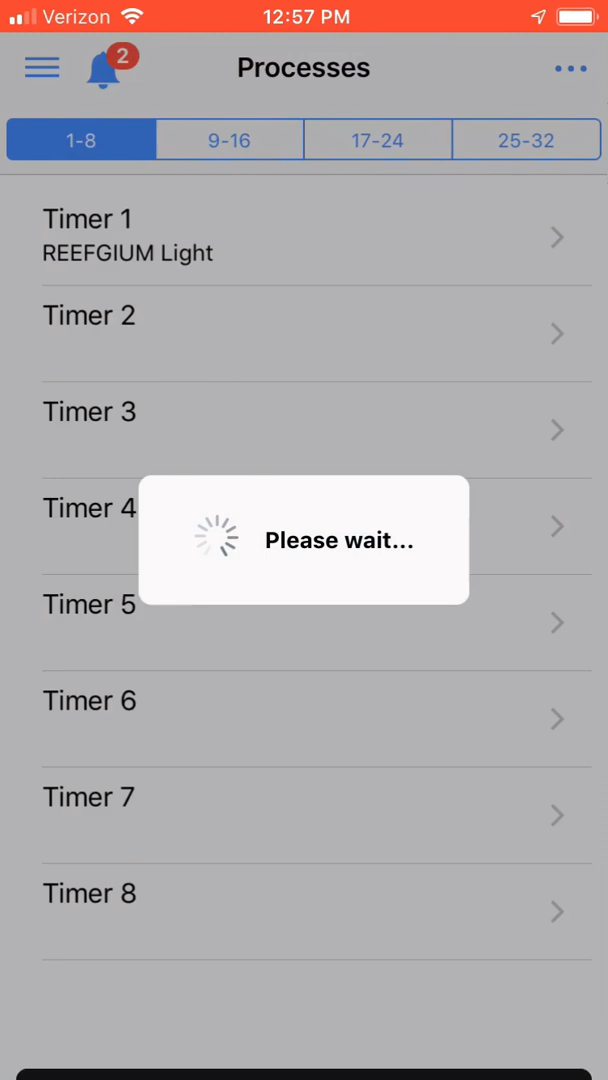 Verizon 12:57 PM
2
Processes
1-8 9-16 17-24 25-32
Timer 1
REEFGIUM Light
Timer 2
Timer 3
Timer 4
Please wait...
Timer 5
Timer 6
Timer 7
Timer 8